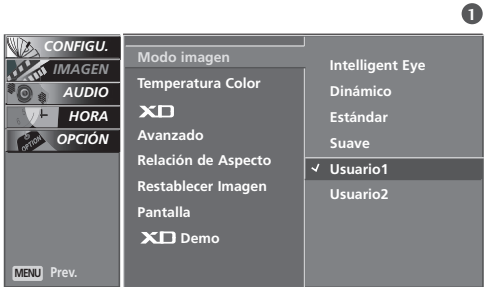 1
CONFIGU.
IMAGEN
AUDIO
HORA
OPCIÓN
OPTION
MENU Prev.
Modo imagen
Temperatura Color
XD
Avanzado
Relación de Aspecto
Restablecer Imagen
Pantalla
XD Demo
Intelligent Eye
Dinámico
Estándar
Suave
✓ Usuario1
Usuario2